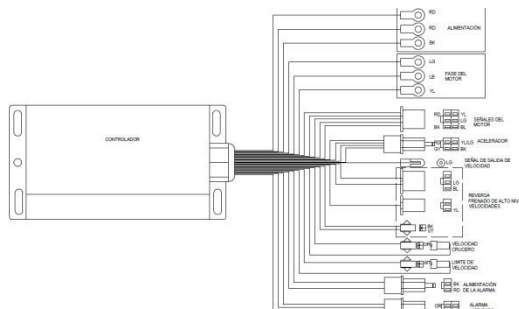 RD
RD
BK
ALIMENTACIÓN
LG
LB
YL
FASE DEL
MOTOR
CONTROLADOR
RD
BK
YL
LG
BL
SEÑALES DEL
MOTOR
YL/LG
BK
ACELERADOR
LG
SEÑAL DE SALIDA DE
VELOCIDAD
LG
BL
YL
REVERSA
FRENADO DE ALTO NIV
VELOCIDADES
BK
VELOCIDAD
CRUCERO
LIMITE DE
VELOCIDAD
BK
RD
ALIMENTACIÓN
DE LA ALARMA
OR
ALARMA